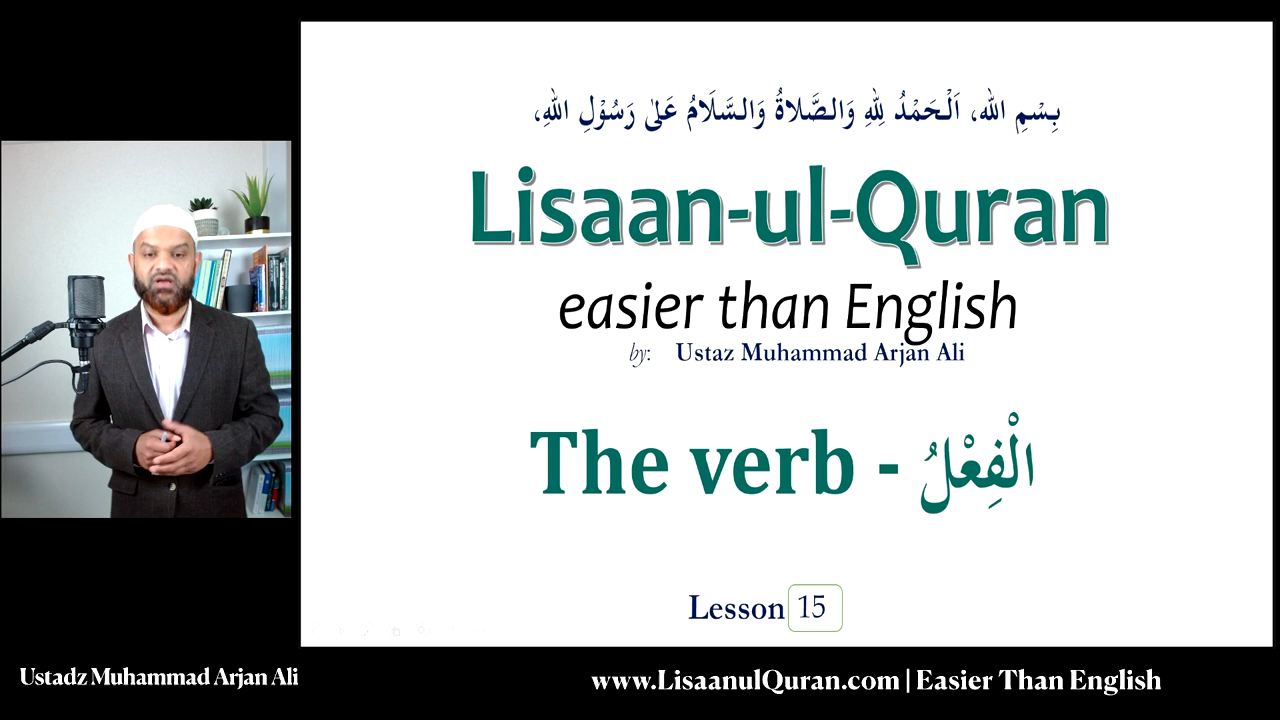 بِسْمِ اللهِ، اَلْحَمْدُ لِلّٰهِ وَالصَّلَاةُ وَالسَّلَامُ عَلٰى رَسُوْلِ اللهِ،
Lisaan-ul-Quran
easier than English
by: Ustaz Muhammad Arjan Ali
The verb - الْفِعْلُ
Lesson 15
Ustadz Muhammad Arjan Ali
www.LisaanulQuran.com | Easier Than English